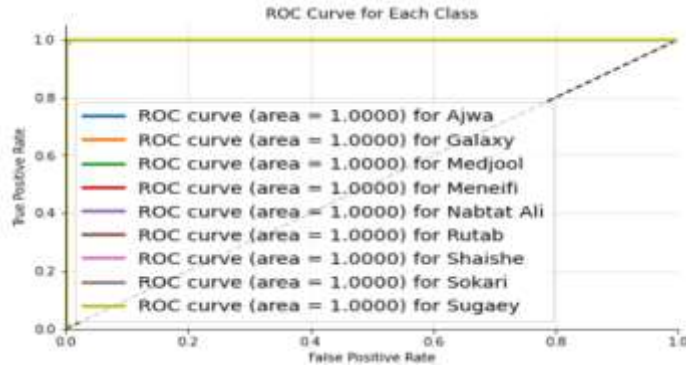 ROC Curve for Each Class
1.0
0.8
0.6
0.4
0.2
0.0
True Positive Rate
ROC curve (area = 1.0000) for Ajwa
ROC curve (area = 1.0000) for Galaxy
ROC curve (area = 1.0000) for Medjool
ROC curve (area = 1.0000) for Meneifi
ROC curve (area = 1.0000) for Nabtat Ali
ROC curve (area = 1.0000) for Rutab
ROC curve (area = 1.0000) for Shaishe
ROC curve (area = 1.0000) for Sokari
ROC curve (area = 1.0000) for Sugaey
0.0 0.2 0.4 0.6 0.8 1.0
False Positive Rate